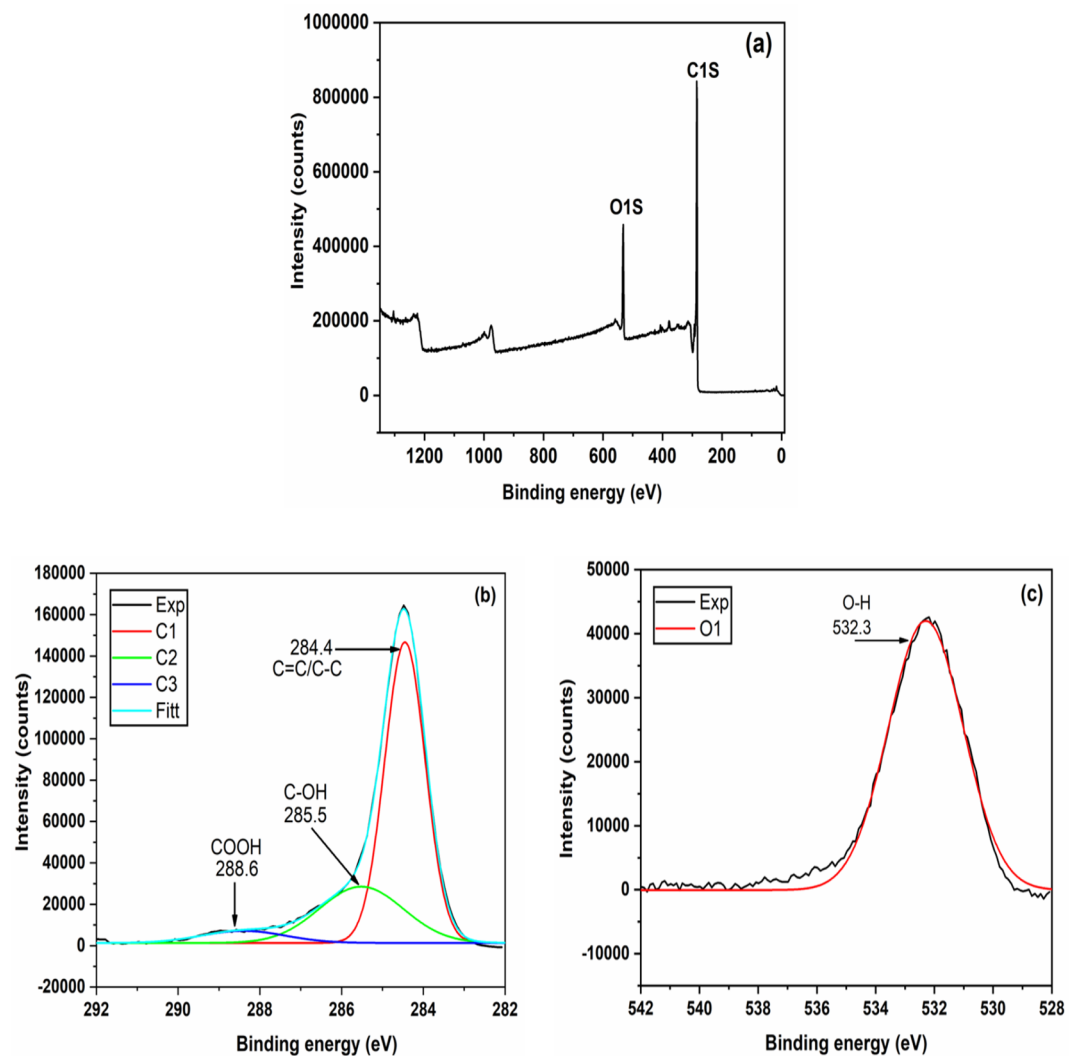 (a)
1000000
800000
600000
400000
200000
0
Intensity (counts)
C1S
O1S
1200 1000 800 600 400 200 0
Binding energy (eV)
(b)
180000
160000
140000
120000
100000
80000
60000
40000
20000
0
-20000
Intensity (counts)
Exp
C1
C2
C3
Fitt
284.4
C=C/C-C
C-OH
285.5
COOH
288.6
292 290 288 286 284 282
Binding energy (eV)
(c)
50000
40000
30000
20000
10000
0
-10000
Intensity (counts)
Exp
O1
O-H
532.3
542 540 538 536 534 532 530 528
Binding energy (eV)